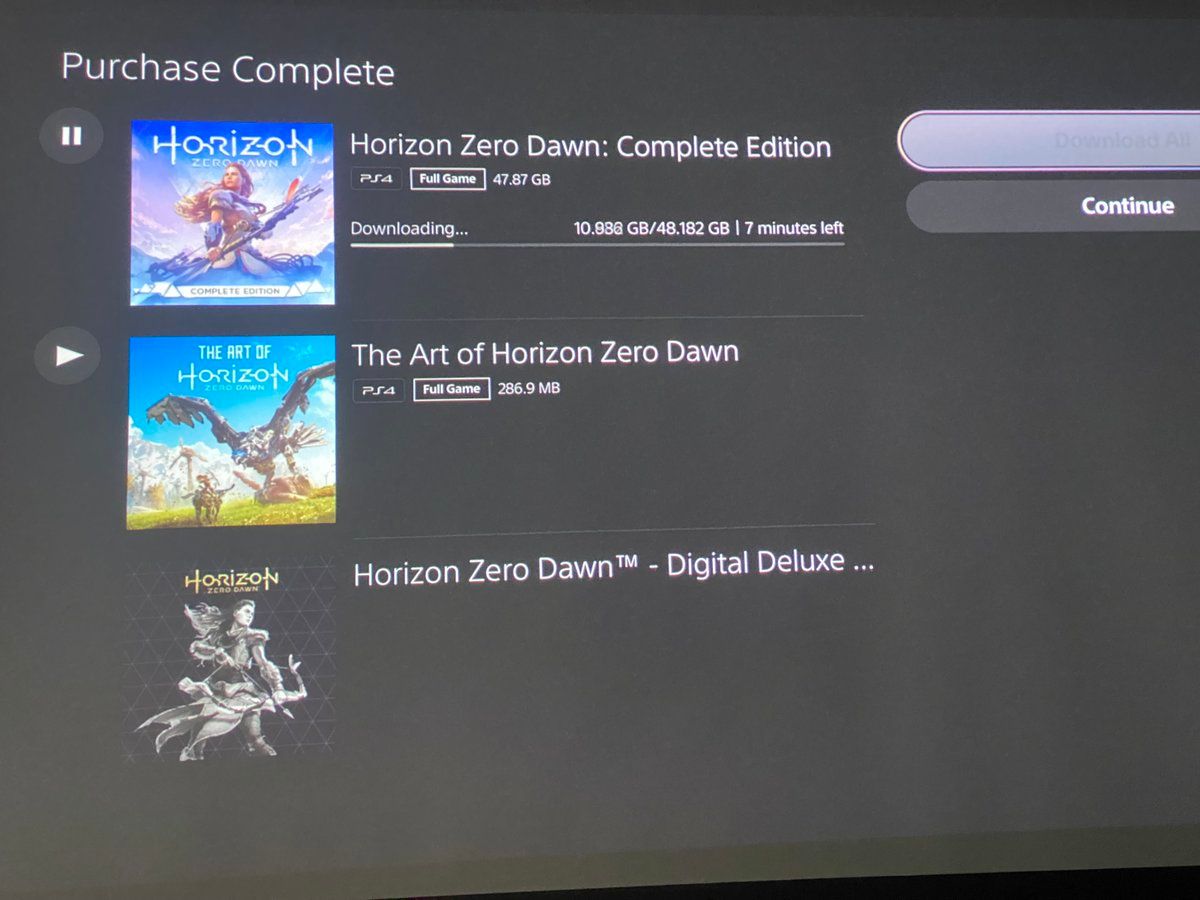 Purchase Complete
HORIZON
ZERO DAWN
COMPLETE EDITION
Horizon Zero Dawn: Complete Edition
PS4 Full Game 47.87 GB
Downloading... GB/48.182 GB | 7 minutes left
Download All
Continue
THE ART OF
HORIZON
ZERO DAWN
The Art of Horizon Zero Dawn
PS4 Full Game 286.9 MB
HORIZON
ZERO DAWN
Horizon Zero Dawn™ - Digital Deluxe ...